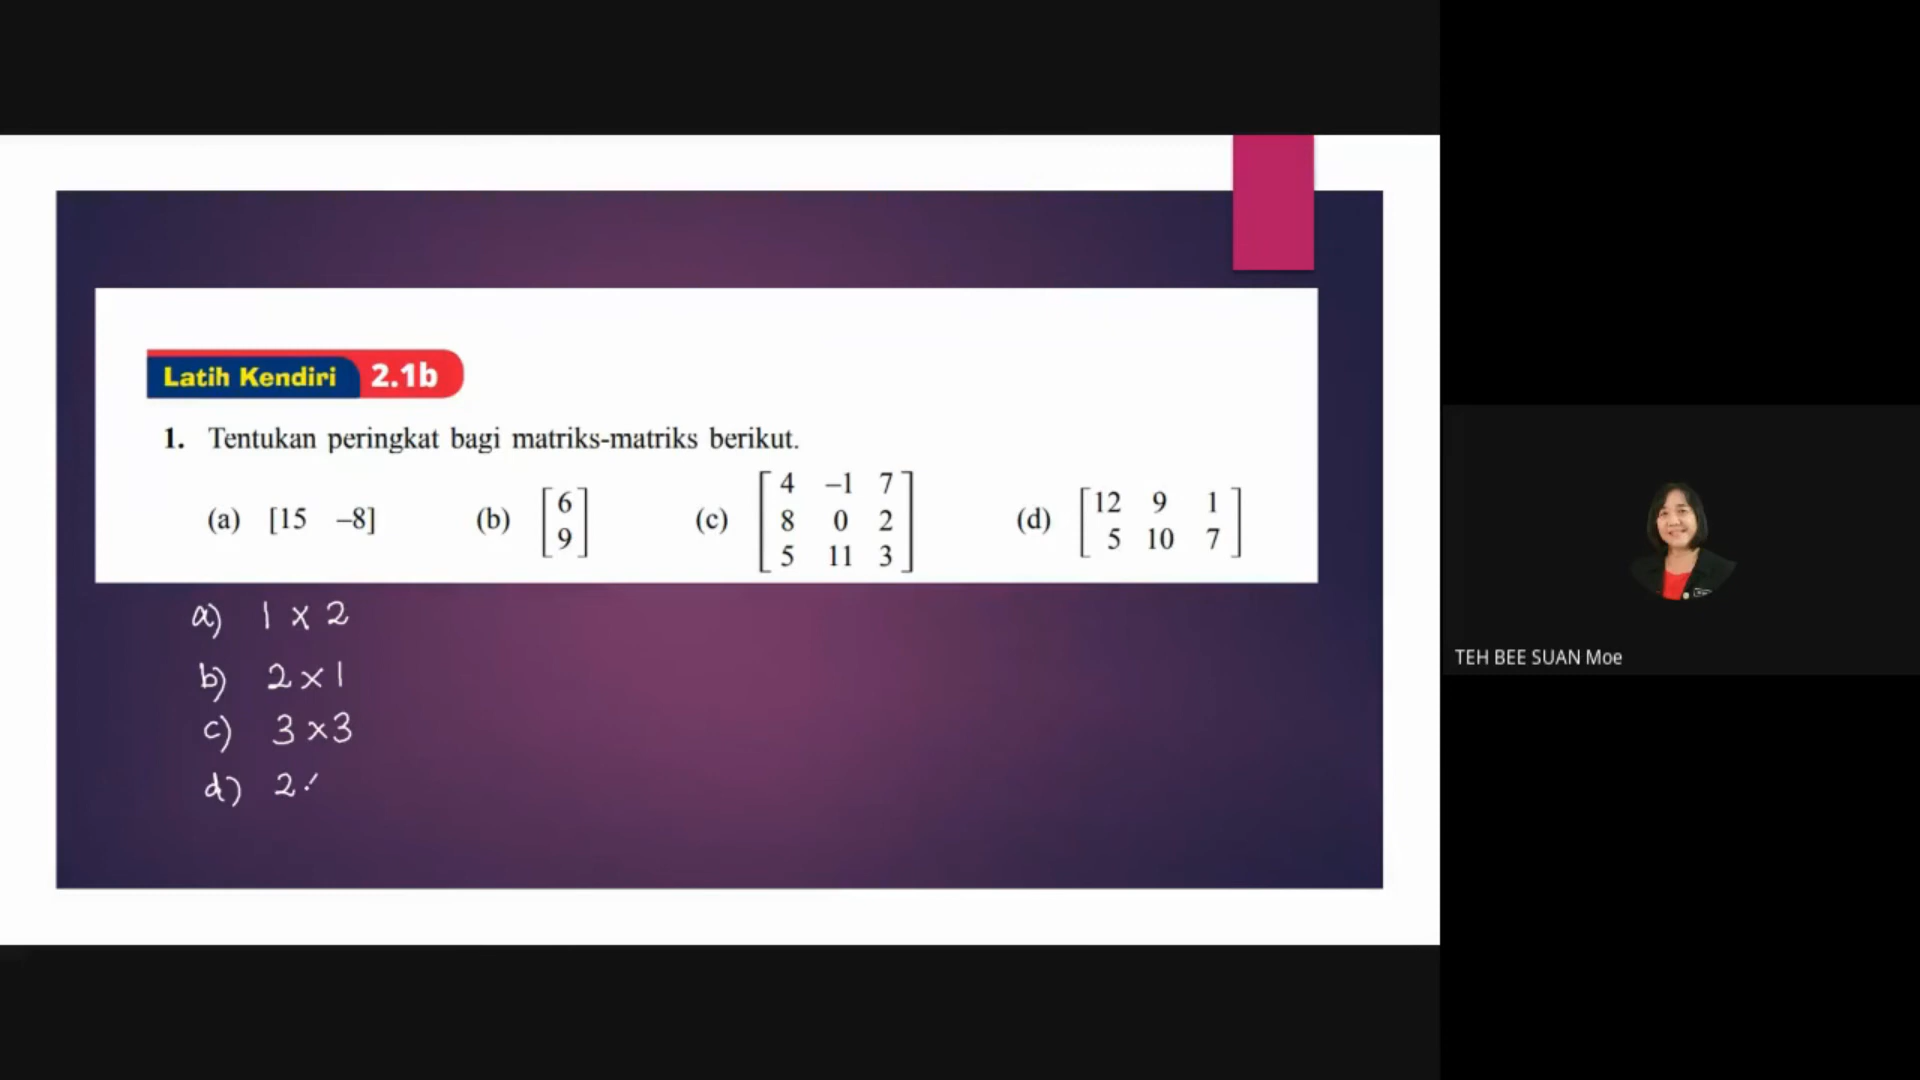 Latih Kendiri 2.1b
1. Tentukan peringkat bagi matriks-matriks berikut.
(a) [15 –8] (b) [6 (c) [4 –1 7 (d) [12 9 1
9] 8 0 2 5 10 7]
5 11 3]
a) 1 × 2
b) 2 × 1
c) 3 × 3
d) 2
TEH BEE SUAN Moe